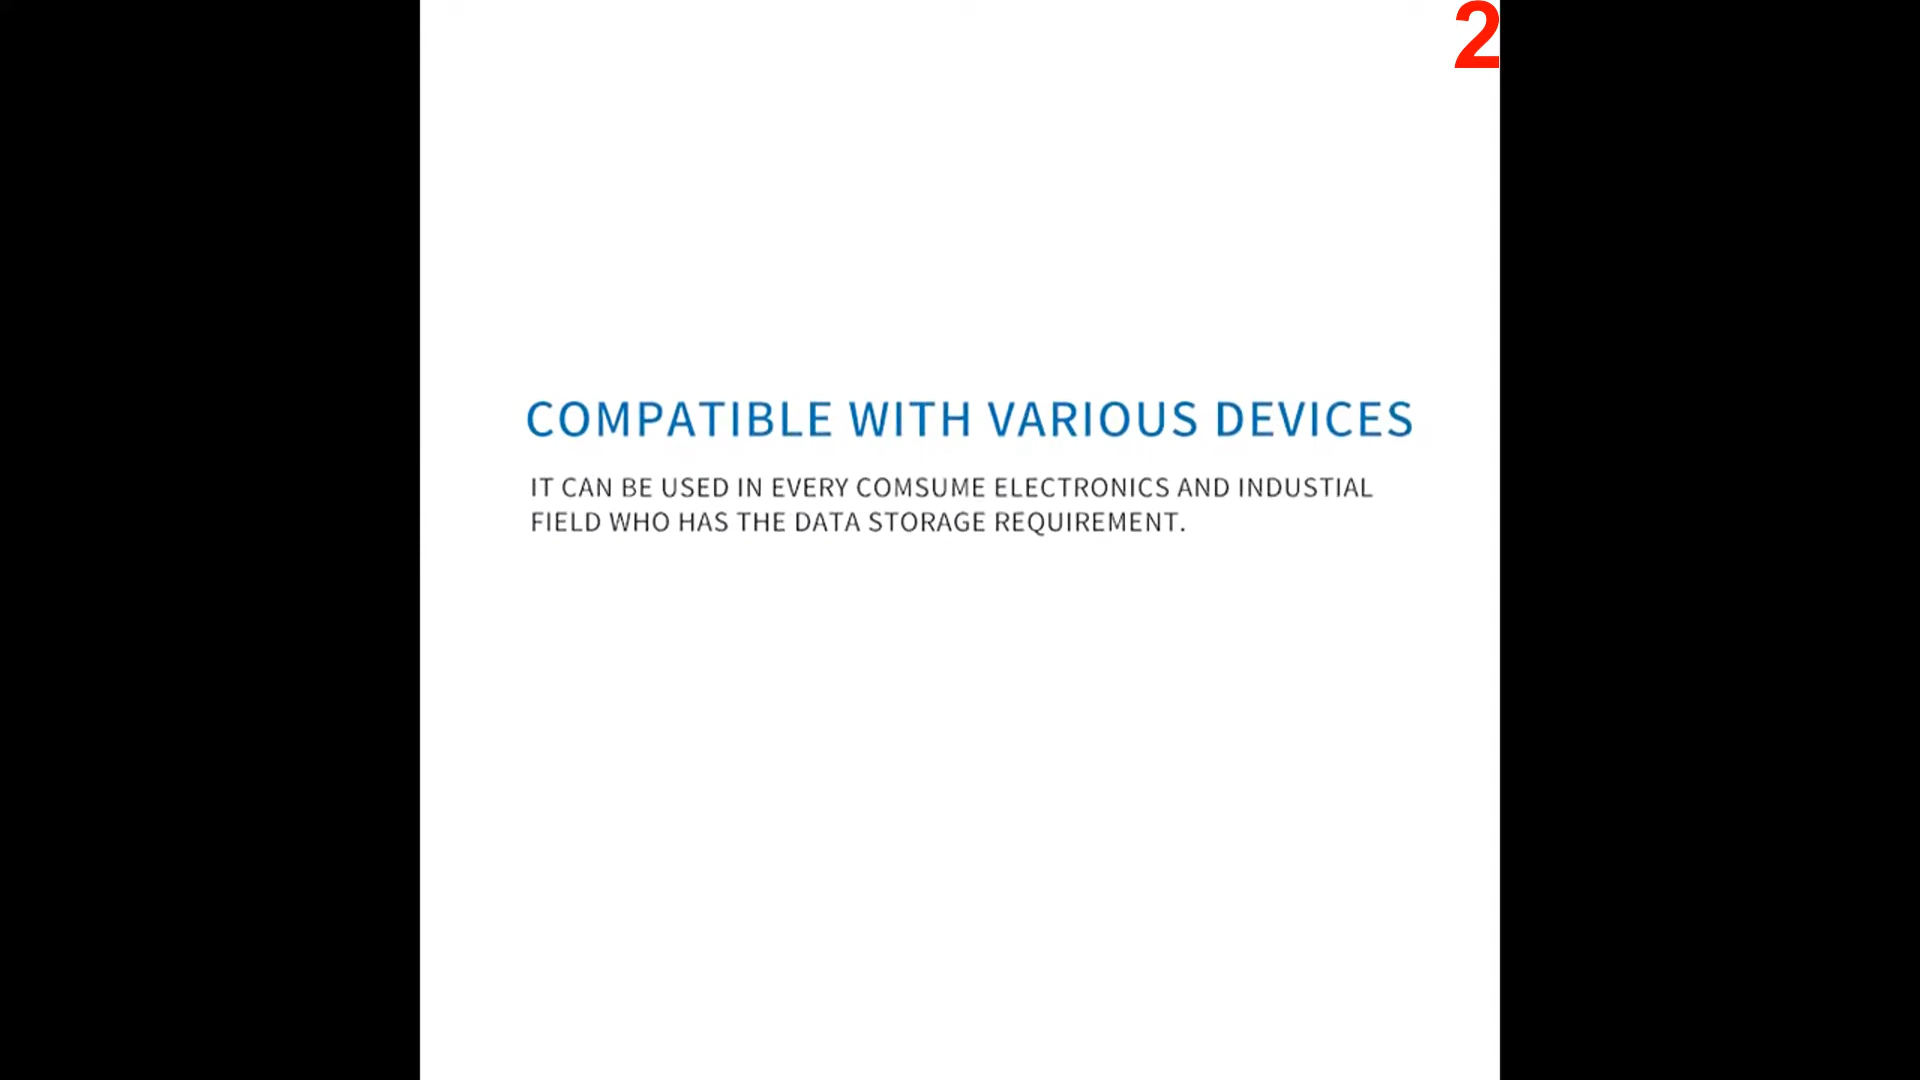 2
COMPATIBLE WITH VARIOUS DEVICES
IT CAN BE USED IN EVERY COMSUME ELECTRONICS AND INDUSTIAL
FIELD WHO HAS THE DATA STORAGE REQUIREMENT.